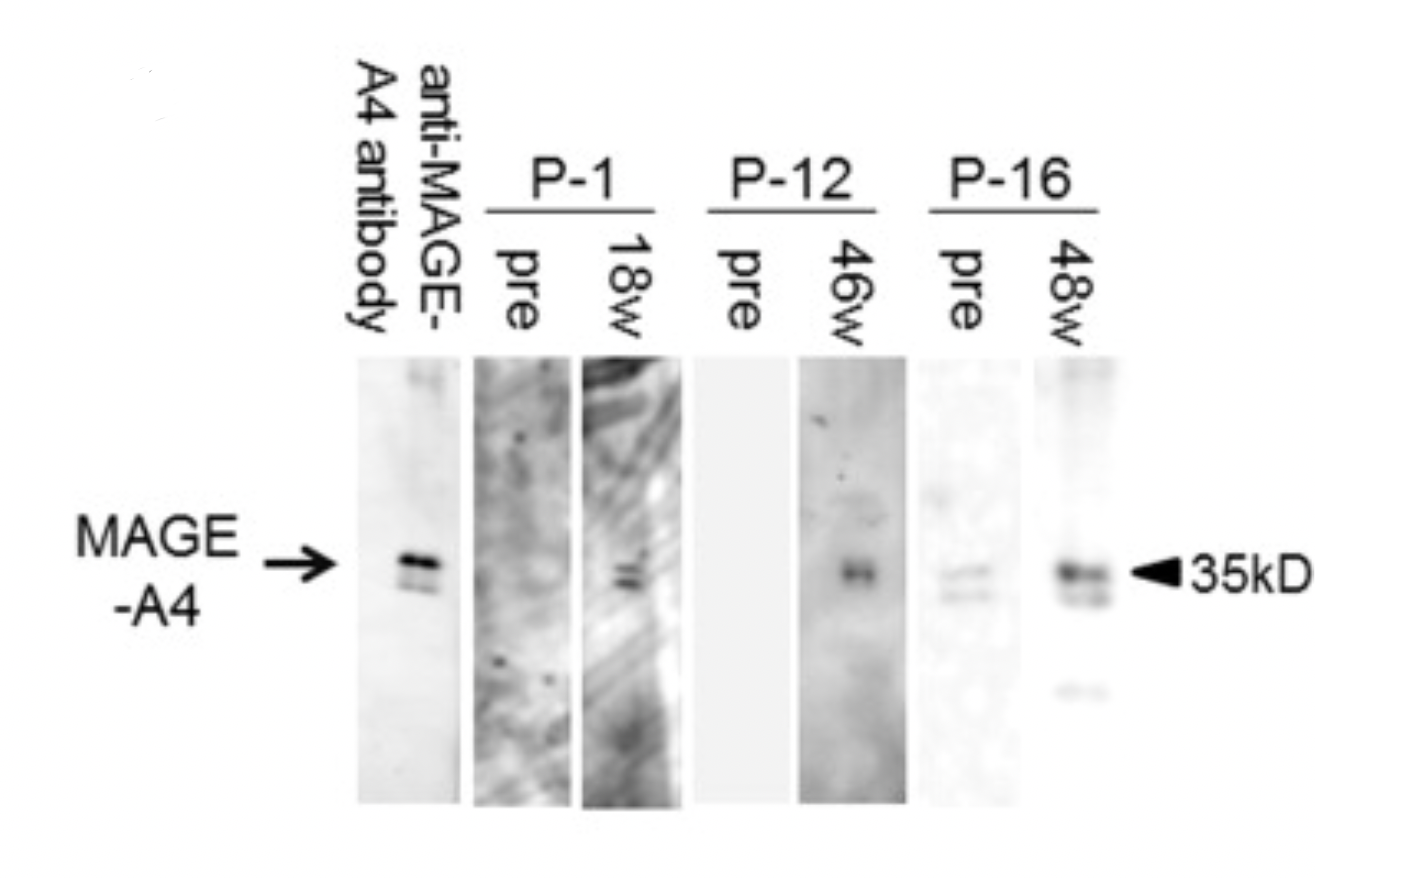 anti-MAGE-
A4 antibody
P-1
P-12
P-16
pre
18w
pre
46w
pre
48w
MAGE
-A4
35kD